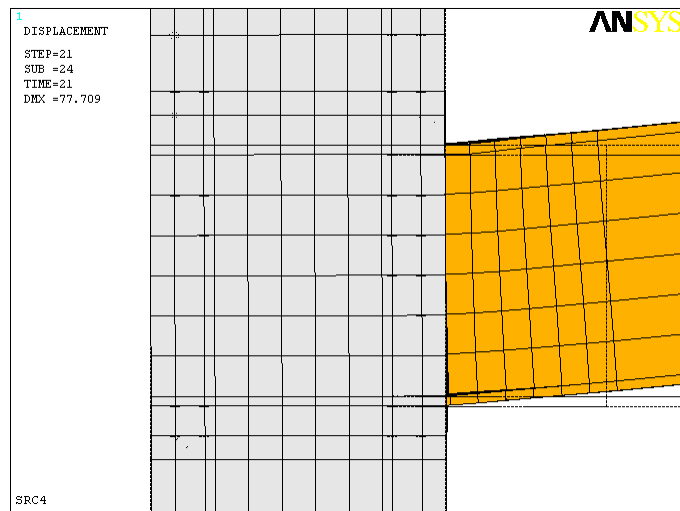 1
DISPLACEMENT
STEP=21
SUB =24
TIME=21
DMX =77.709
ANSYS
SRC4